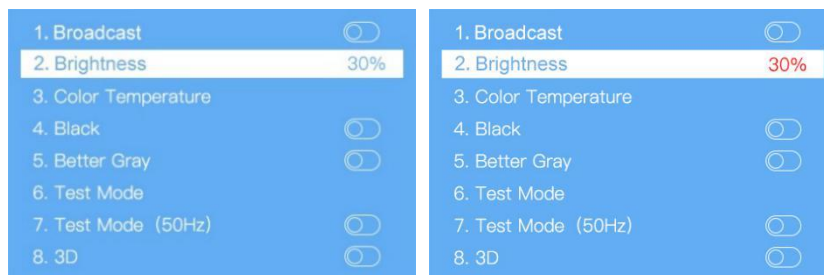 1. Broadcast
2. Brightness 30%
3. Color Temperature
4. Black
5. Better Gray
6. Test Mode
7. Test Mode (50Hz)
8. 3D
1. Broadcast
2. Brightness 30%
3. Color Temperature
4. Black
5. Better Gray
6. Test Mode
7. Test Mode (50Hz)
8. 3D